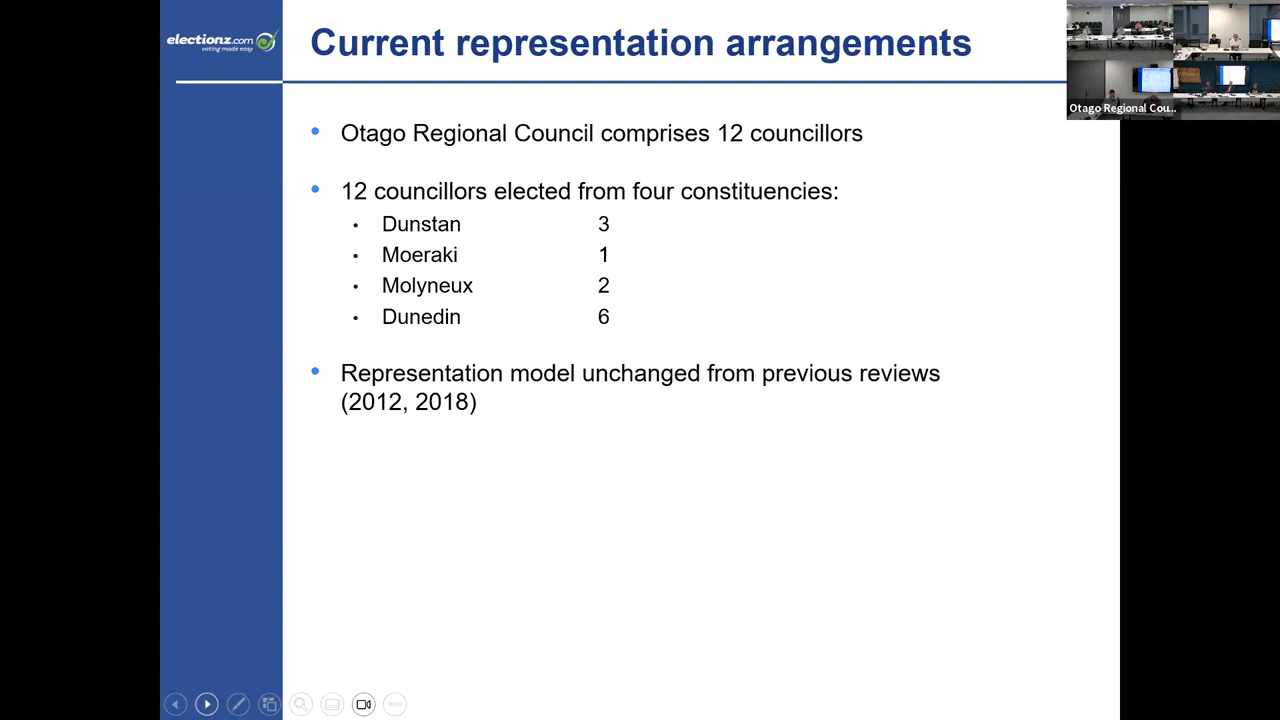 electionz.com
voting made easy
Current representation arrangements
Otago Regional Cou...
• Otago Regional Council comprises 12 councillors
• 12 councillors elected from four constituencies:
• Dunstan 3
• Moeraki 1
• Molyneux 2
• Dunedin 6
• Representation model unchanged from previous reviews
(2012, 2018)